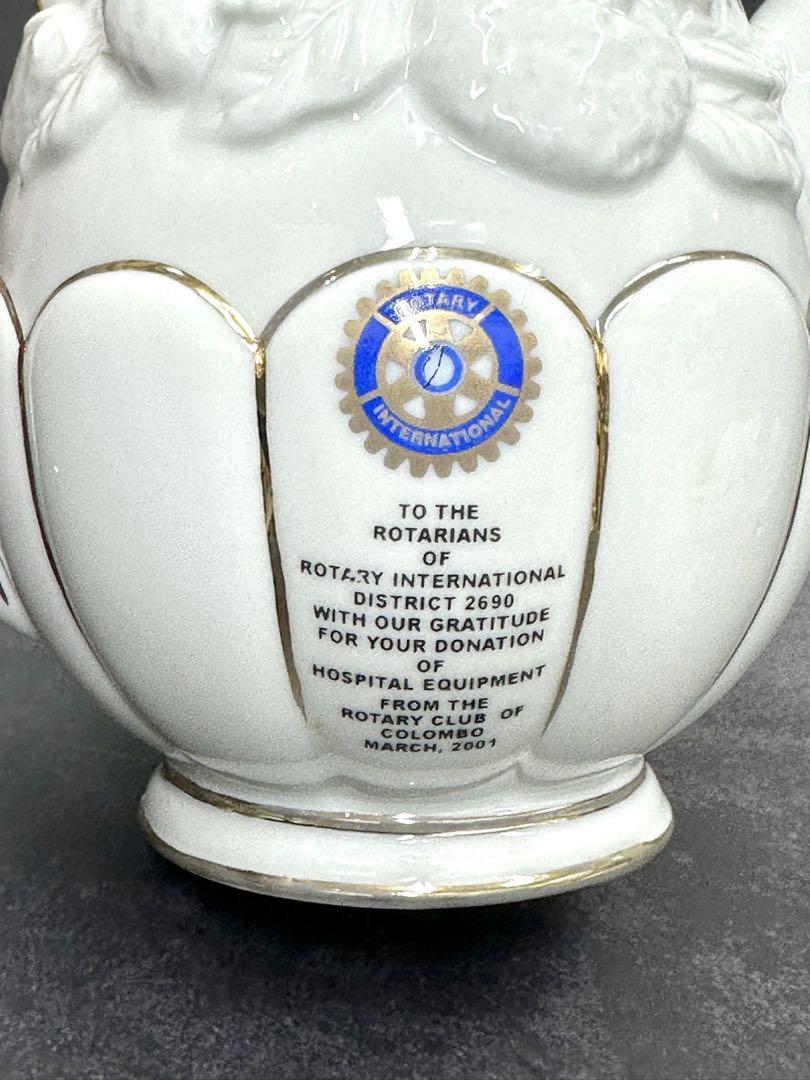 ROTARY
INTERNATIONAL
TO THE
ROTARIANS
OF
ROTARY INTERNATIONAL
DISTRICT 2690
WITH OUR GRATITUDE
FOR YOUR DONATION
OF
HOSPITAL EQUIPMENT
FROM THE
ROTARY CLUB OF
COLOMBO
MARCH, 2001